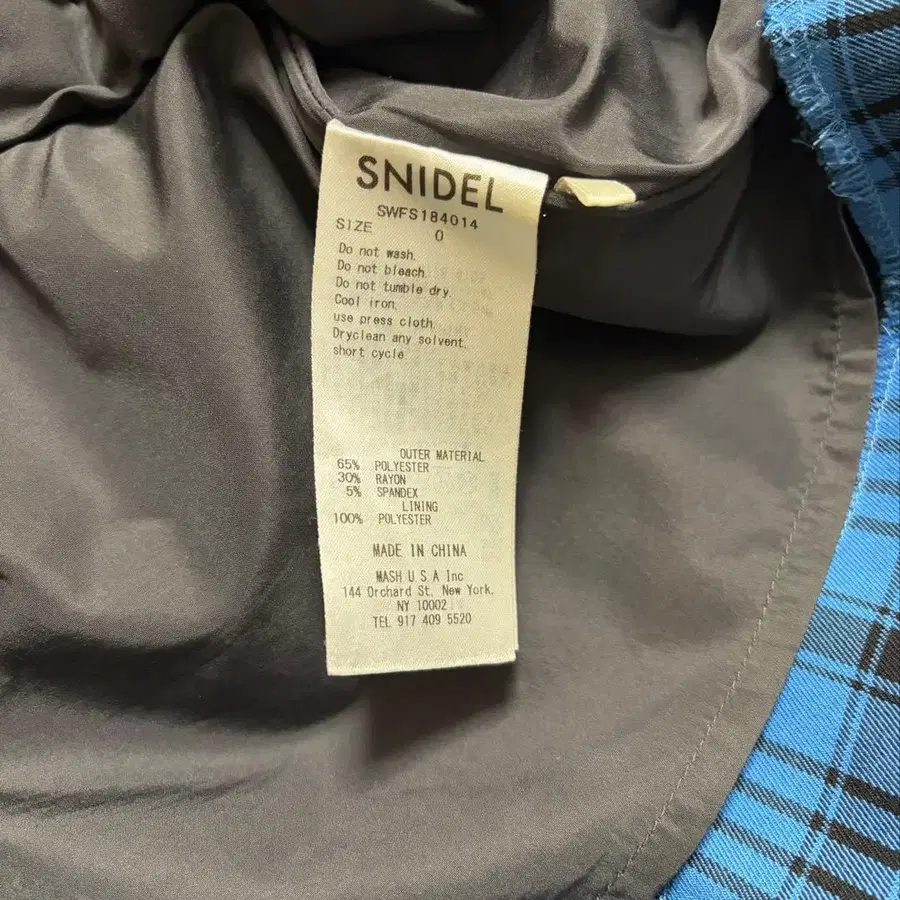 SNIDEL
SWFS184014
SIZE 0
Do not wash.
Do not bleach.
Do not tumble dry.
Cool iron.
use press cloth.
Dryclean any solvent.
short cycle
OUTER MATERIAL
65% POLYESTER
30% RAYON
5% SPANDEX
LINING
100% POLYESTER
MADE IN CHINA
MASH U.S.A Inc
144 Orchard St. New York.
NY 10002
TEL 917 409 5520